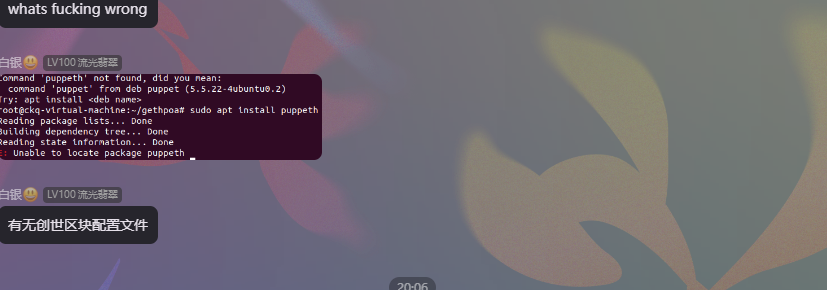 whats fucking wrong
白银 LV100 流光翡翠
Command 'puppeth' not found, did you mean:
command 'puppet' from deb puppet (5.5.22-4ubuntu0.2)
Try: apt install <deb name>
root@ckq-virtual-machine:~/gethpoa# sudo apt install puppeth
Reading package lists... Done
Building dependency tree... Done
Reading state information... Done
E: Unable to locate package puppeth
白银 LV100 流光翡翠
有无创世区块配置文件
20:06